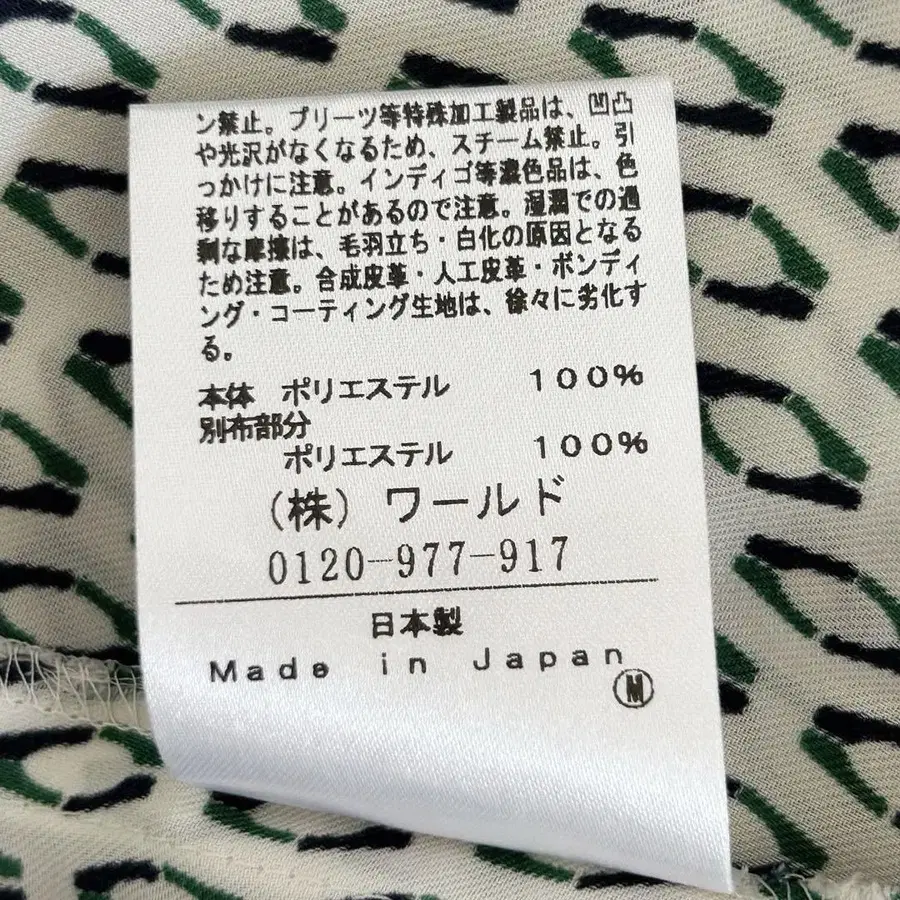 ン禁止。プリーツ等特殊加工製品は、凹凸
や光沢がなくなるため、スチーム禁止。引
っかけに注意。インディゴ等濃色品は、色
移りすることがあるので注意。湿潤での過
剰な摩擦は、毛羽立ち・白化の原因となる
ため注意。合成皮革・人工皮革・ボンディ
ング・コーティング生地は、徐々に劣化す
る。
本体 ポリエステル 100%
別布部分
ポリエステル 100%
(株) ワールド
0120-977-917
日本製
Made in Japan
M